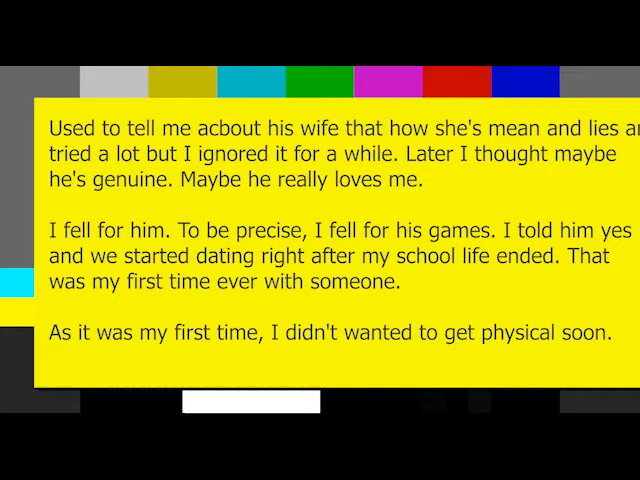 Used to tell me acbout his wife that how she's mean and lies
tried a lot but I ignored it for a while. Later I thought maybe
he's genuine. Maybe he really loves me.
I fell for him. To be precise, I fell for his games. I told him yes
and we started dating right after my school life ended. That
was my first time ever with someone.
As it was my first time, I didn't wanted to get physical soon.